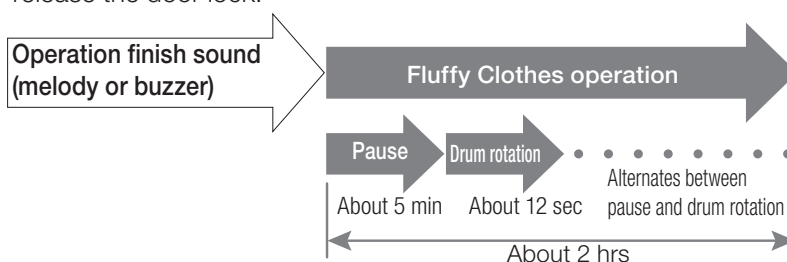 release the door lock.
Operation finish sound
(melody or buzzer)
Fluffy Clothes operation
Pause
Drum rotation
About 5 min
About 12 sec
Alternates between
pause and drum rotation
About 2 hrs